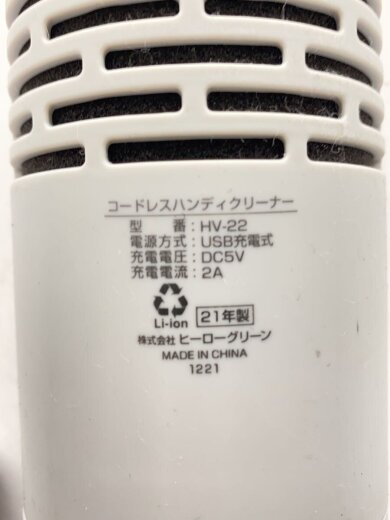 コードレスハンディクリーナー
型　　番：HV-22
電源方式：USB充電式
充電電圧：DC5V
充電電流：2A
Li-ion 21年製
株式会社 ヒーローグリーン
MADE IN CHINA
1221